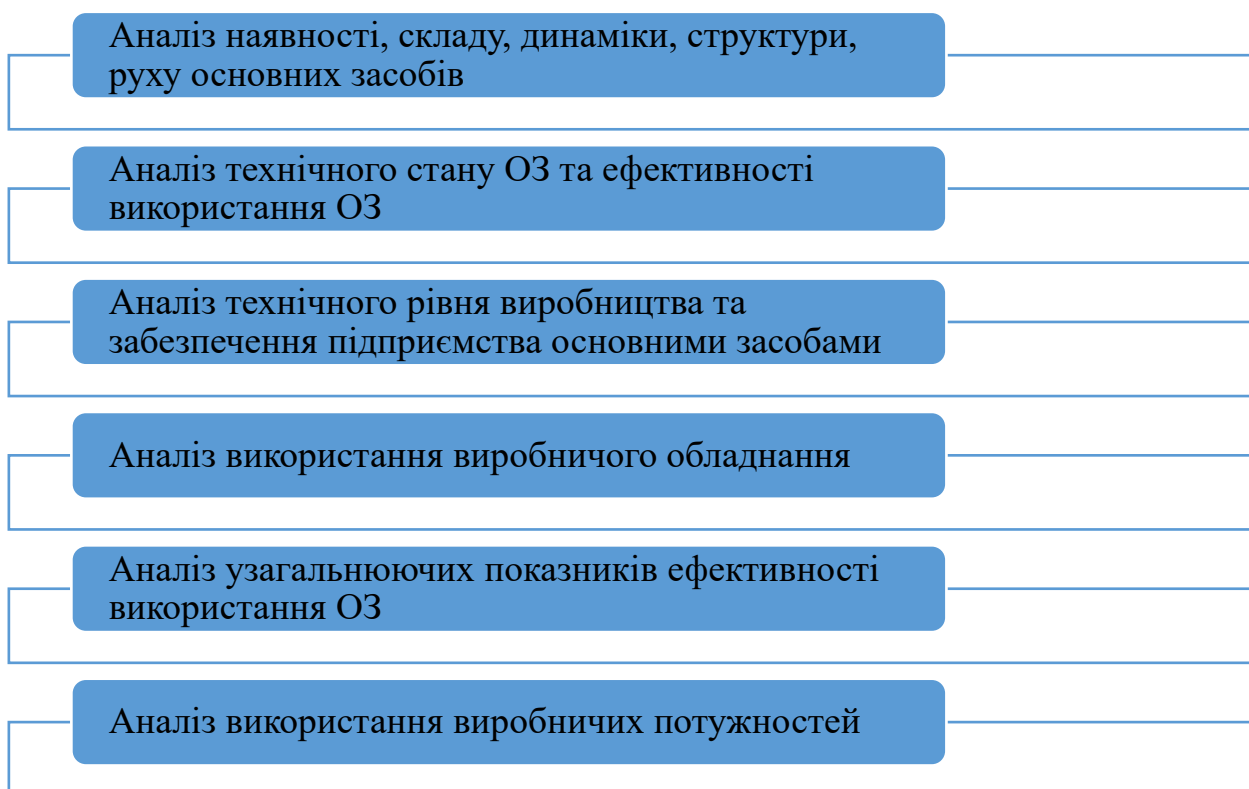 Аналіз наявності, складу, динаміки, структури,
руху основних засобів
Аналіз технічного стану ОЗ та ефективності
використання ОЗ
Аналіз технічного рівня виробництва та
забезпечення підприємства основними засобами
Аналіз використання виробничого обладнання
Аналіз узагальнюючих показників ефективності
використання ОЗ
Аналіз використання виробничих потужностей